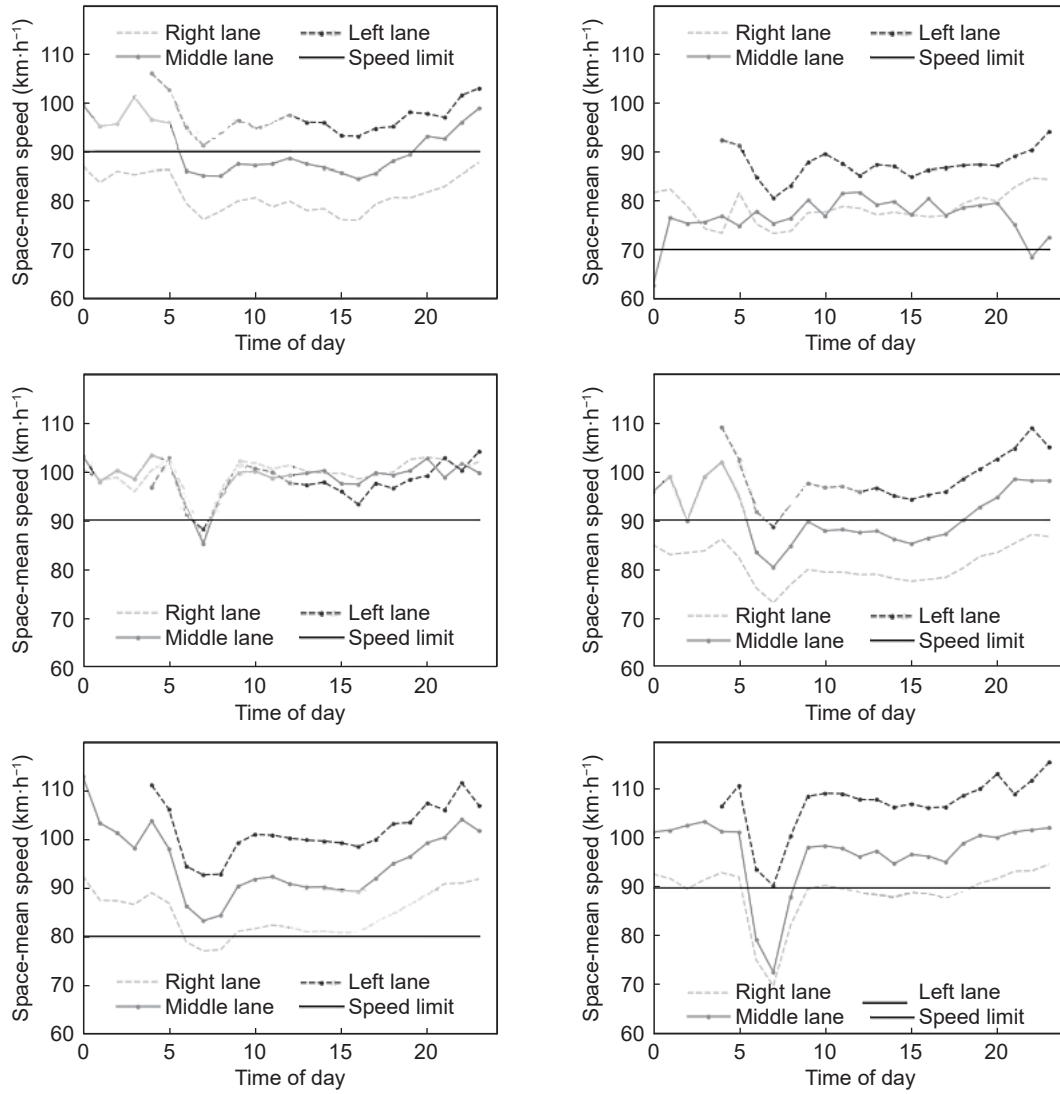 Right lane Left lane
Middle lane Speed limit
110
100
90
80
70
60
0 5 10 15 20
Space-mean speed (km·h⁻¹)
Time of day
Right lane Left lane
Middle lane Speed limit
110
100
90
80
70
60
0 5 10 15 20
Space-mean speed (km·h⁻¹)
Time of day
110
100
90
80
70
60
Right lane Left lane
Middle lane Speed limit
0 5 10 15 20
Space-mean speed (km·h⁻¹)
Time of day
110
100
90
80
70
60
Right lane Left lane
Middle lane Speed limit
0 5 10 15 20
Space-mean speed (km·h⁻¹)
Time of day
110
100
90
80
70
60
Right lane Left lane
Middle lane Speed limit
0 5 10 15 20
Space-mean speed (km·h⁻¹)
Time of day
110
100
90
80
70
60
Right lane Left lane
Middle lane Speed limit
0 5 10 15 20
Space-mean speed (km·h⁻¹)
Time of day